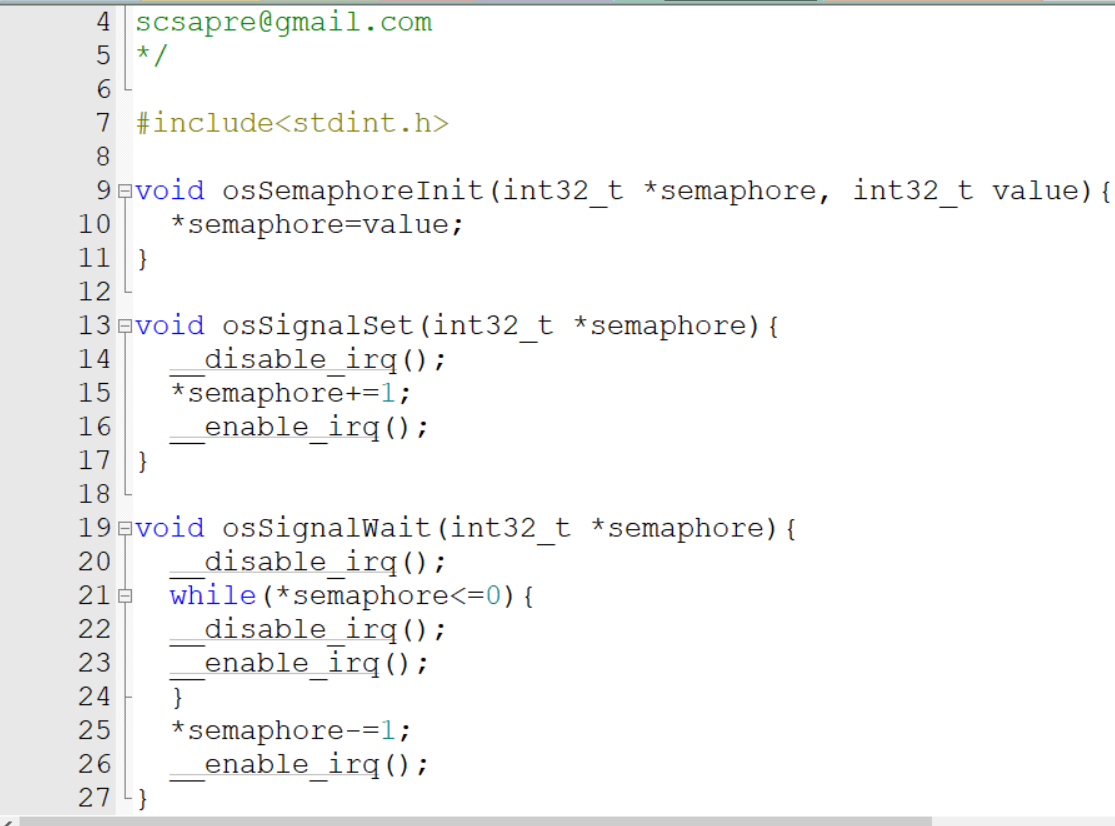 4 scsapre@gmail.com
5 */
6
7 #include<stdint.h>
8
9 void osSemaphoreInit(int32_t *semaphore, int32_t value){
10   *semaphore=value;
11 }
12
13 void osSignalSet(int32_t *semaphore){
14   __disable_irq();
15   *semaphore+=1;
16   __enable_irq();
17 }
18
19 void osSignalWait(int32_t *semaphore){
20   __disable_irq();
21   while(*semaphore<=0){
22   __disable_irq();
23   __enable_irq();
24   }
25   *semaphore-=1;
26   __enable_irq();
27 }